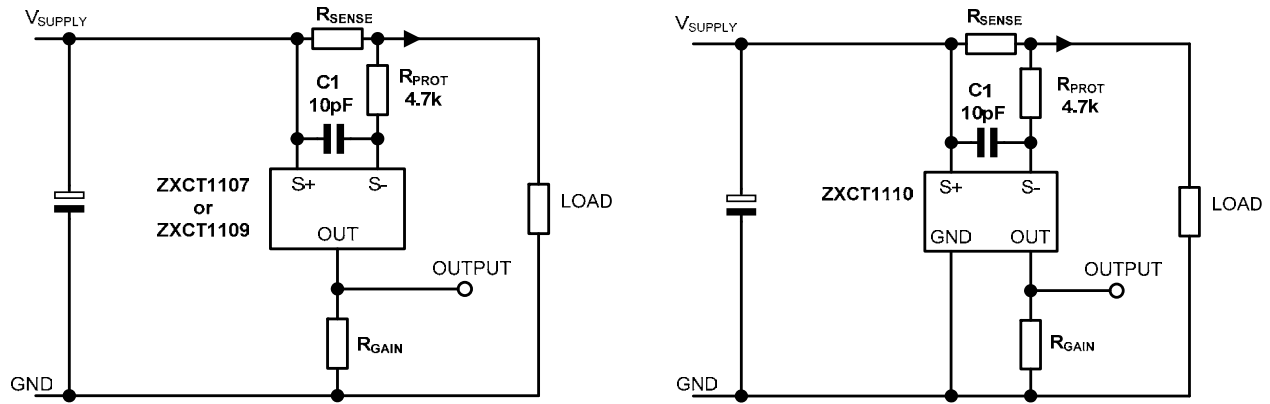 VSUPPLY
RSENSE
C1
10pF
RPROT
4.7k
ZXCT1107
or
ZXCT1109
S+ S-
OUT
LOAD
OUTPUT
RGAIN
GND
VSUPPLY
RSENSE
C1
10pF
RPROT
4.7k
ZXCT1110
S+ S-
GND OUT
LOAD
OUTPUT
RGAIN
GND